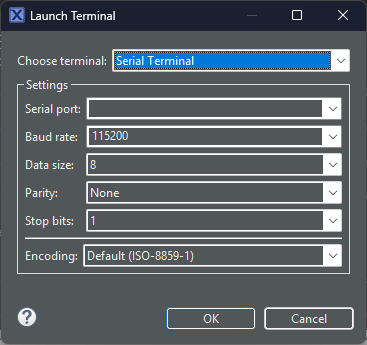 Launch Terminal
Choose terminal: Serial Terminal
Settings
Serial port:
Baud rate: 115200
Data size: 8
Parity: None
Stop bits: 1
Encoding: Default (ISO-8859-1)
? OK Cancel